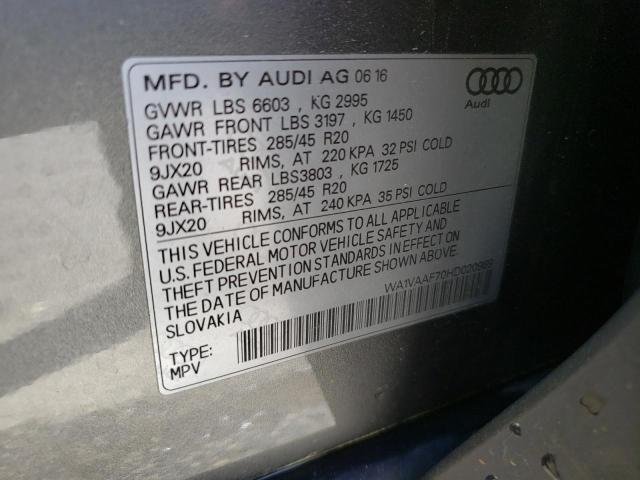 MFD. BY AUDI AG 06 16
Audi
GVWR LBS 6603 , KG 2995
GAWR FRONT LBS 3197 , KG 1450
FRONT-TIRES 285/45 R20
9JX20 RIMS, AT 220 KPA 32 PSI COLD
GAWR REAR LBS3803 , KG 1725
REAR-TIRES 285/45 R20
9JX20 RIMS, AT 240 KPA 35 PSI COLD
THIS VEHICLE CONFORMS TO ALL APPLICABLE
U.S. FEDERAL MOTOR VEHICLE SAFETY AND
THEFT PREVENTION STANDARDS IN EFFECT ON
THE DATE OF MANUFACTURE SHOWN ABOVE.
SLOVAKIA
WA1VAAF70HD020969
TYPE:
MPV